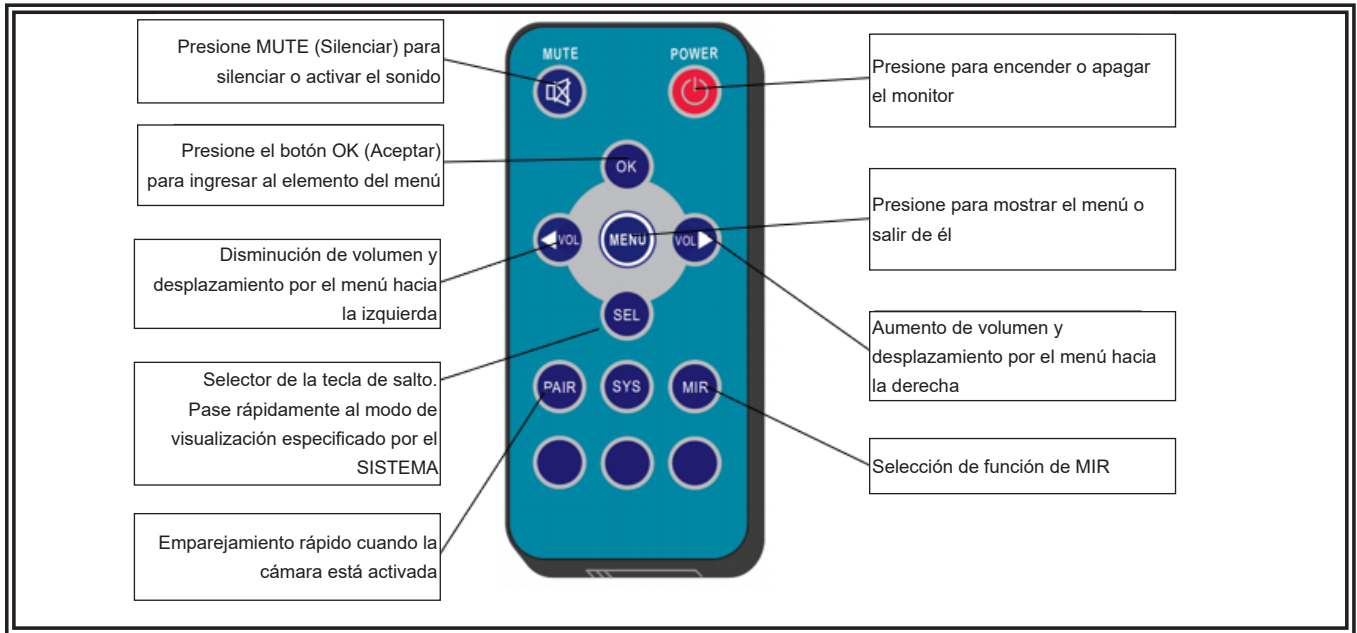 Presione MUTE (Silenciar) para
silenciar o activar el sonido
Presione el botón OK (Aceptar)
para ingresar al elemento del menú
Disminución de volumen y
desplazamiento por el menú hacia
la izquierda
Selector de la tecla de salto.
Pase rápidamente al modo de
visualización especificado por el
SISTEMA
Emparejamiento rápido cuando la
cámara está activada
MUTE
POWER
OK
VOL
MENU
VOL
SEL
PAIR
SYS
MIR
Presione para encender o apagar
el monitor
Presione para mostrar el menú o
salir de él
Aumento de volumen y
desplazamiento por el menú hacia
la derecha
Selección de función de MIR